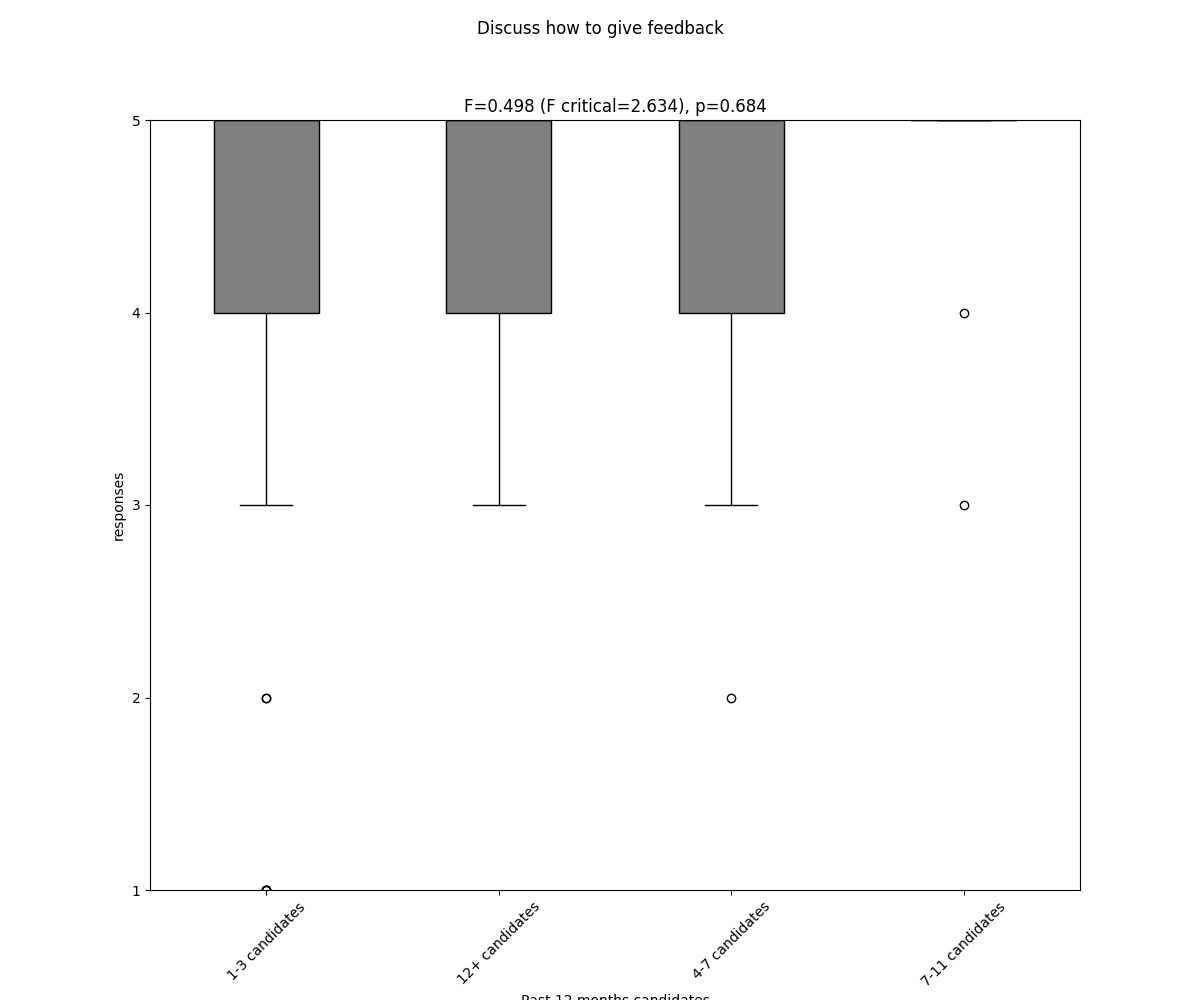 Discuss how to give feedback
F=0.498 (F critical=2.634), p=0.684
5
4
3
2
1
responses
1-3 candidates
12+ candidates
4-7 candidates
7-11 candidates
Past 12 months candidates